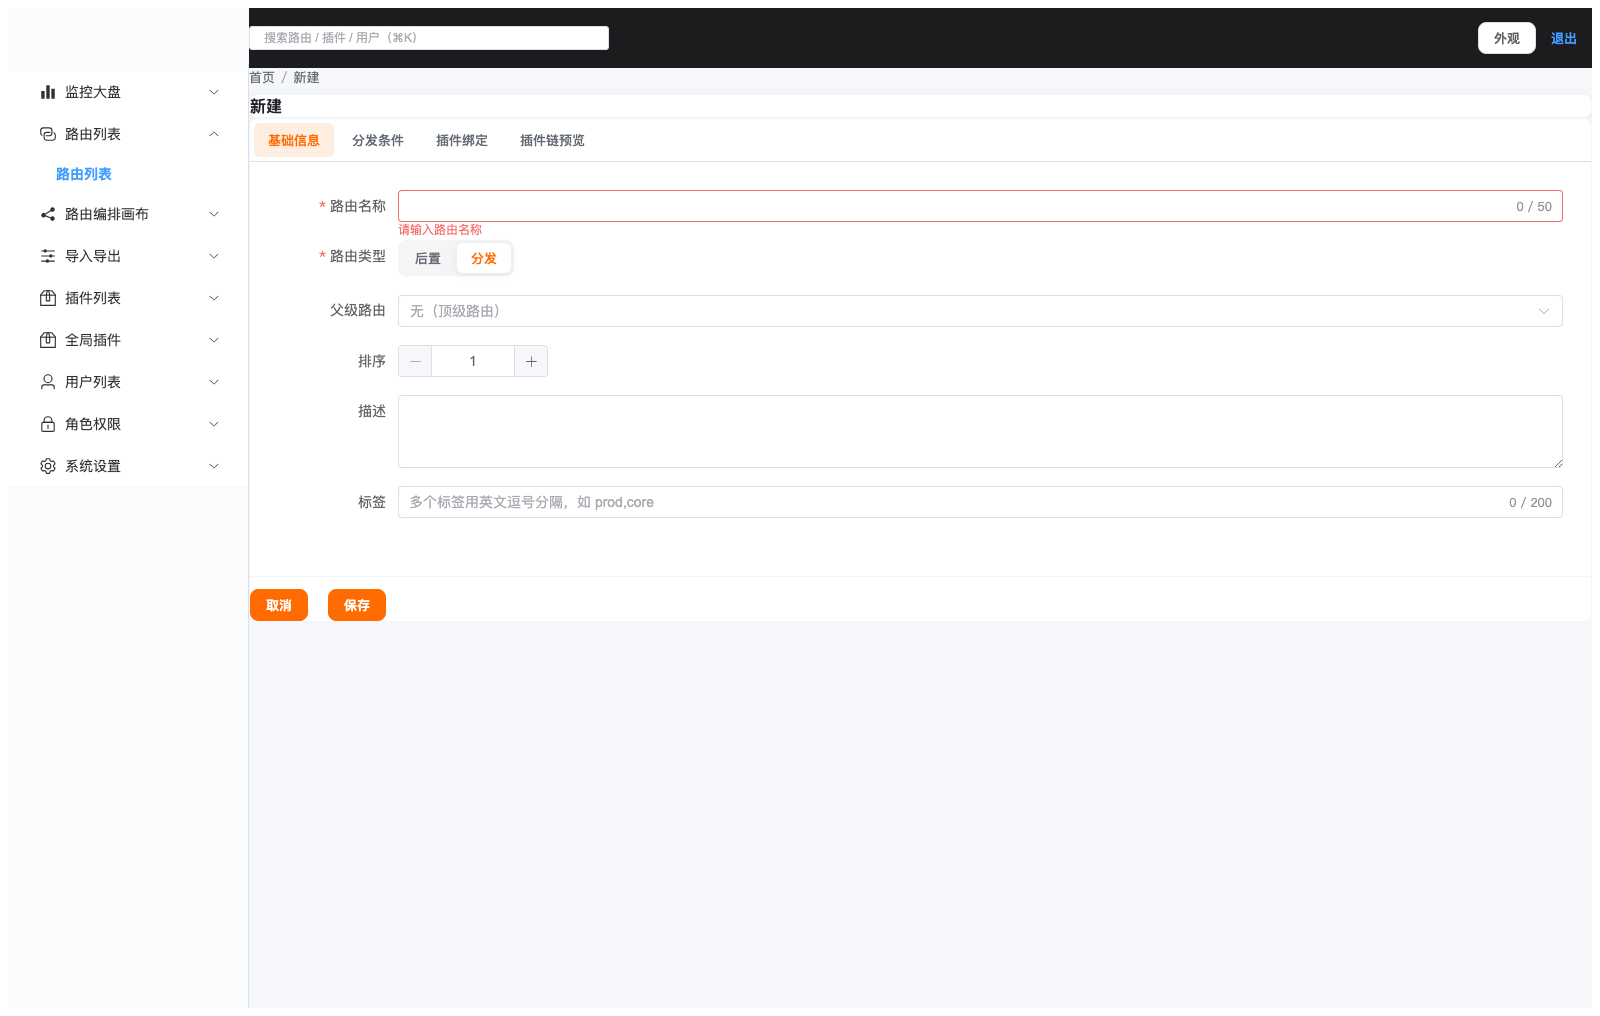 搜索路由 / 插件 / 用户（⌘K）
外观
退出
监控大盘
路由列表
路由列表
路由编排画布
导入导出
插件列表
全局插件
用户列表
角色权限
系统设置
首页 / 新建
新建
基础信息 分发条件 插件绑定 插件链预览
* 路由名称
0 / 50
请输入路由名称
* 路由类型
后置 分发
父级路由
无（顶级路由）
排序
1
描述
标签
多个标签用英文逗号分隔，如 prod,core
0 / 200
取消 保存